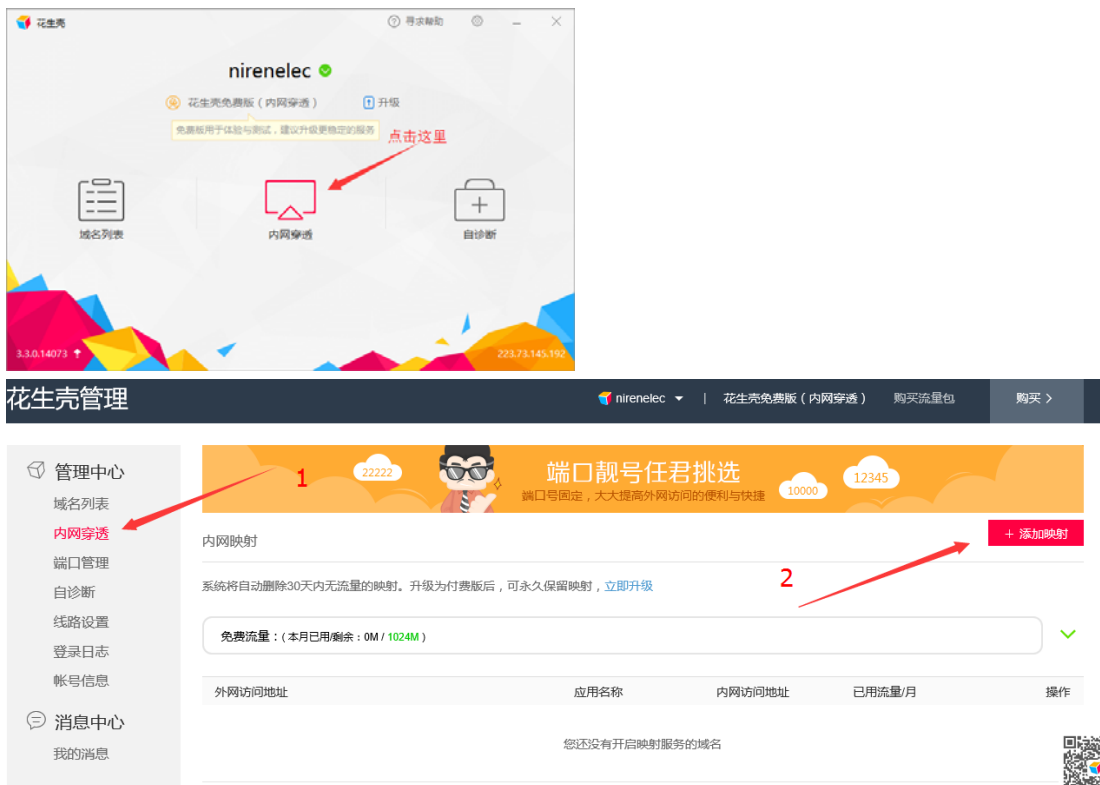 花生壳
寻求帮助
nirenelec
花生壳免费版(内网穿透)
升级
免费版用于体验与测试,建议升级更稳定的服务
点击这里
域名列表
内网穿透
自诊断
3.3.0.14073
223.73.145.192
花生壳管理
nirenelec
|
花生壳免费版(内网穿透)
购买流量包
购买 >
管理中心
域名列表
内网穿透
端口管理
自诊断
线路设置
登录日志
帐号信息
消息中心
我的消息
1
22222
端口靓号任君挑选
端口号固定,大大提高外网访问的便利与快捷
10000
12345
内网映射
+ 添加映射
2
系统将自动删除30天内无流量的映射。升级为付费版后,可永久保留映射,立即升级
免费流量:(本月已用/剩余:0M / 1024M)
外网访问地址
应用名称
内网访问地址
已用流量/月
操作
您还没有开启映射服务的域名